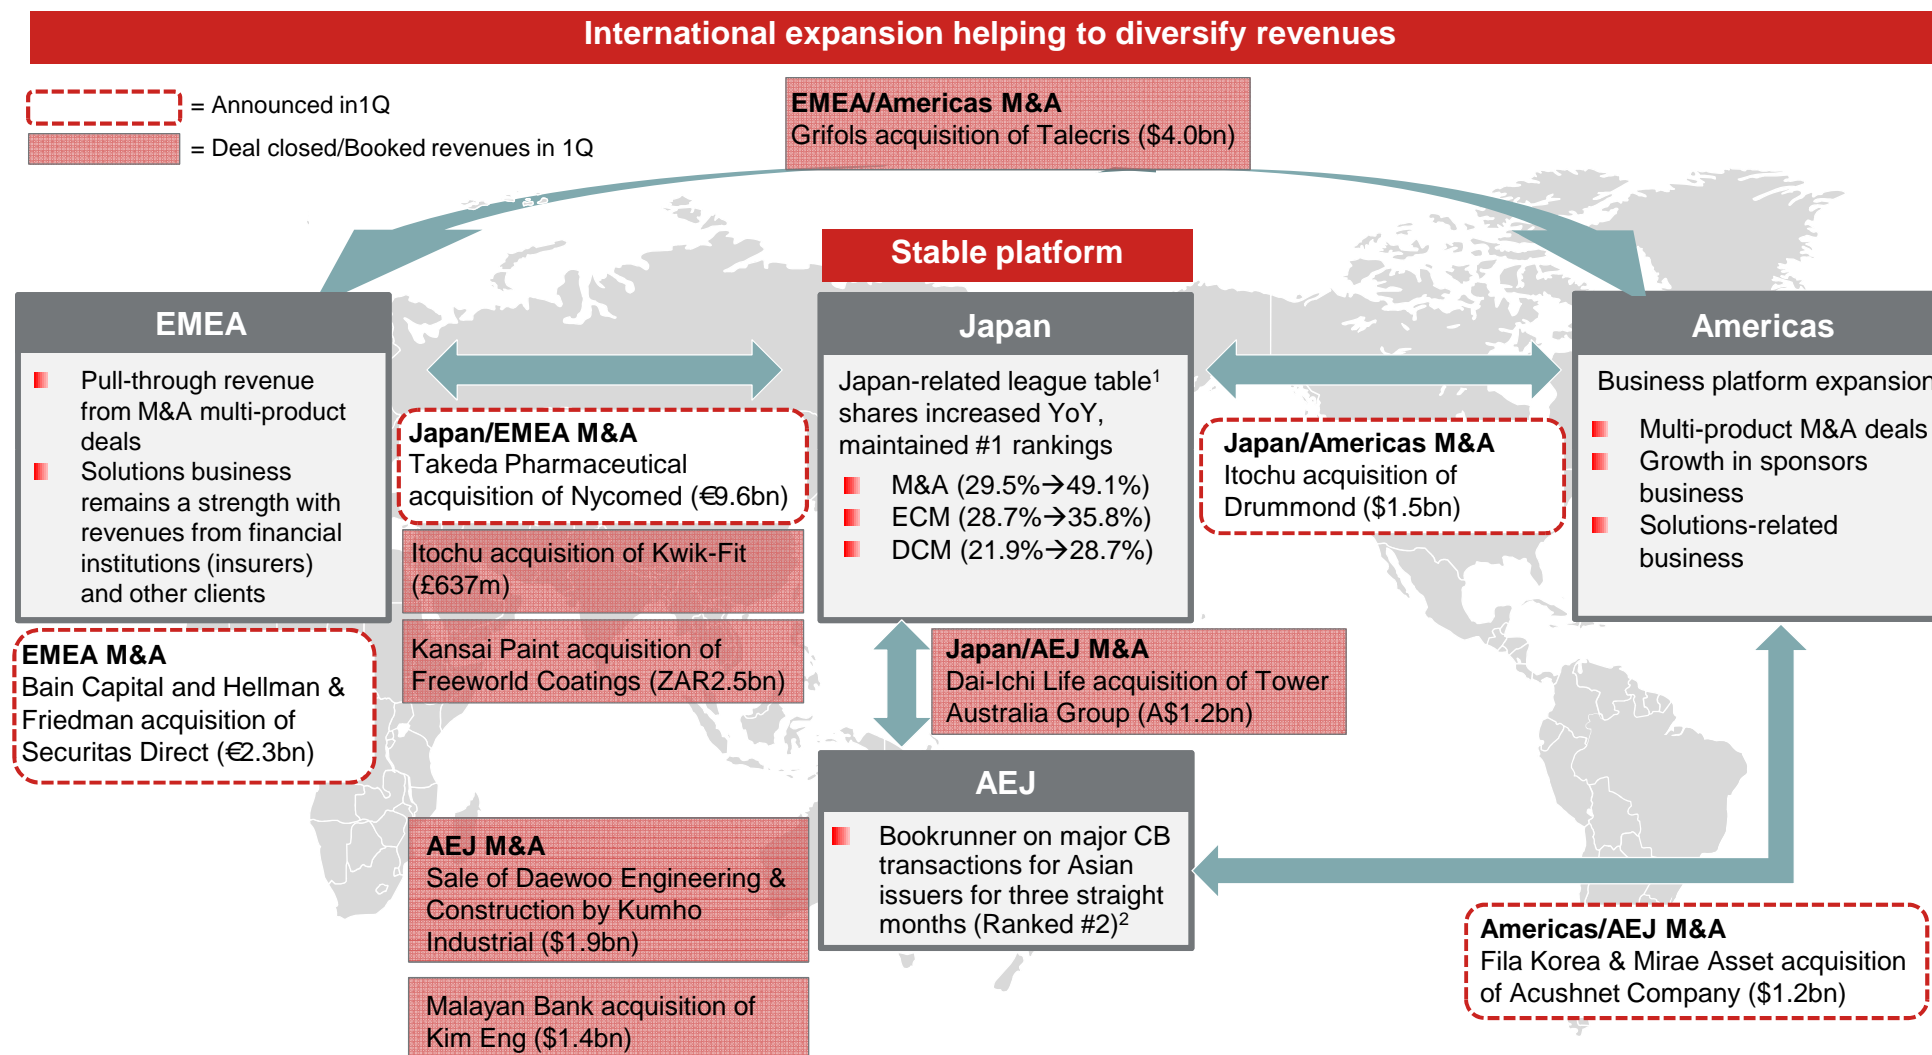 International expansion helping to diversify revenues
= Announced in1Q
= Deal closed/Booked revenues in 1Q
EMEA/Americas M&A
Grifols acquisition of Talecris ($4.0bn)
Stable platform
EMEA
Pull-through revenue
from M&A multi-product
deals
Solutions business
remains a strength with
revenues from financial
institutions (insurers)
and other clients
EMEA M&A
Bain Capital and Hellman &
Friedman acquisition of
Securitas Direct (€2.3bn)
Japan/EMEA M&A
Takeda Pharmaceutical
acquisition of Nycomed (€9.6bn)
Itochu acquisition of Kwik-Fit
(£637m)
Kansai Paint acquisition of
Freeworld Coatings (ZAR2.5bn)
AEJ M&A
Sale of Daewoo Engineering &
Construction by Kumho
Industrial ($1.9bn)
Malayan Bank acquisition of
Kim Eng ($1.4bn)
Japan
Japan-related league table¹
shares increased YoY,
maintained #1 rankings
M&A (29.5%→49.1%)
ECM (28.7%→35.8%)
DCM (21.9%→28.7%)
Japan/AEJ M&A
Dai-Ichi Life acquisition of Tower
Australia Group (A$1.2bn)
AEJ
Bookrunner on major CB
transactions for Asian
issuers for three straight
months (Ranked #2)²
Japan/Americas M&A
Itochu acquisition of
Drummond ($1.5bn)
Americas
Business platform expansion
Multi-product M&A deals
Growth in sponsors
business
Solutions-related
business
Americas/AEJ M&A
Fila Korea & Mirae Asset acquisition
of Acushnet Company ($1.2bn)